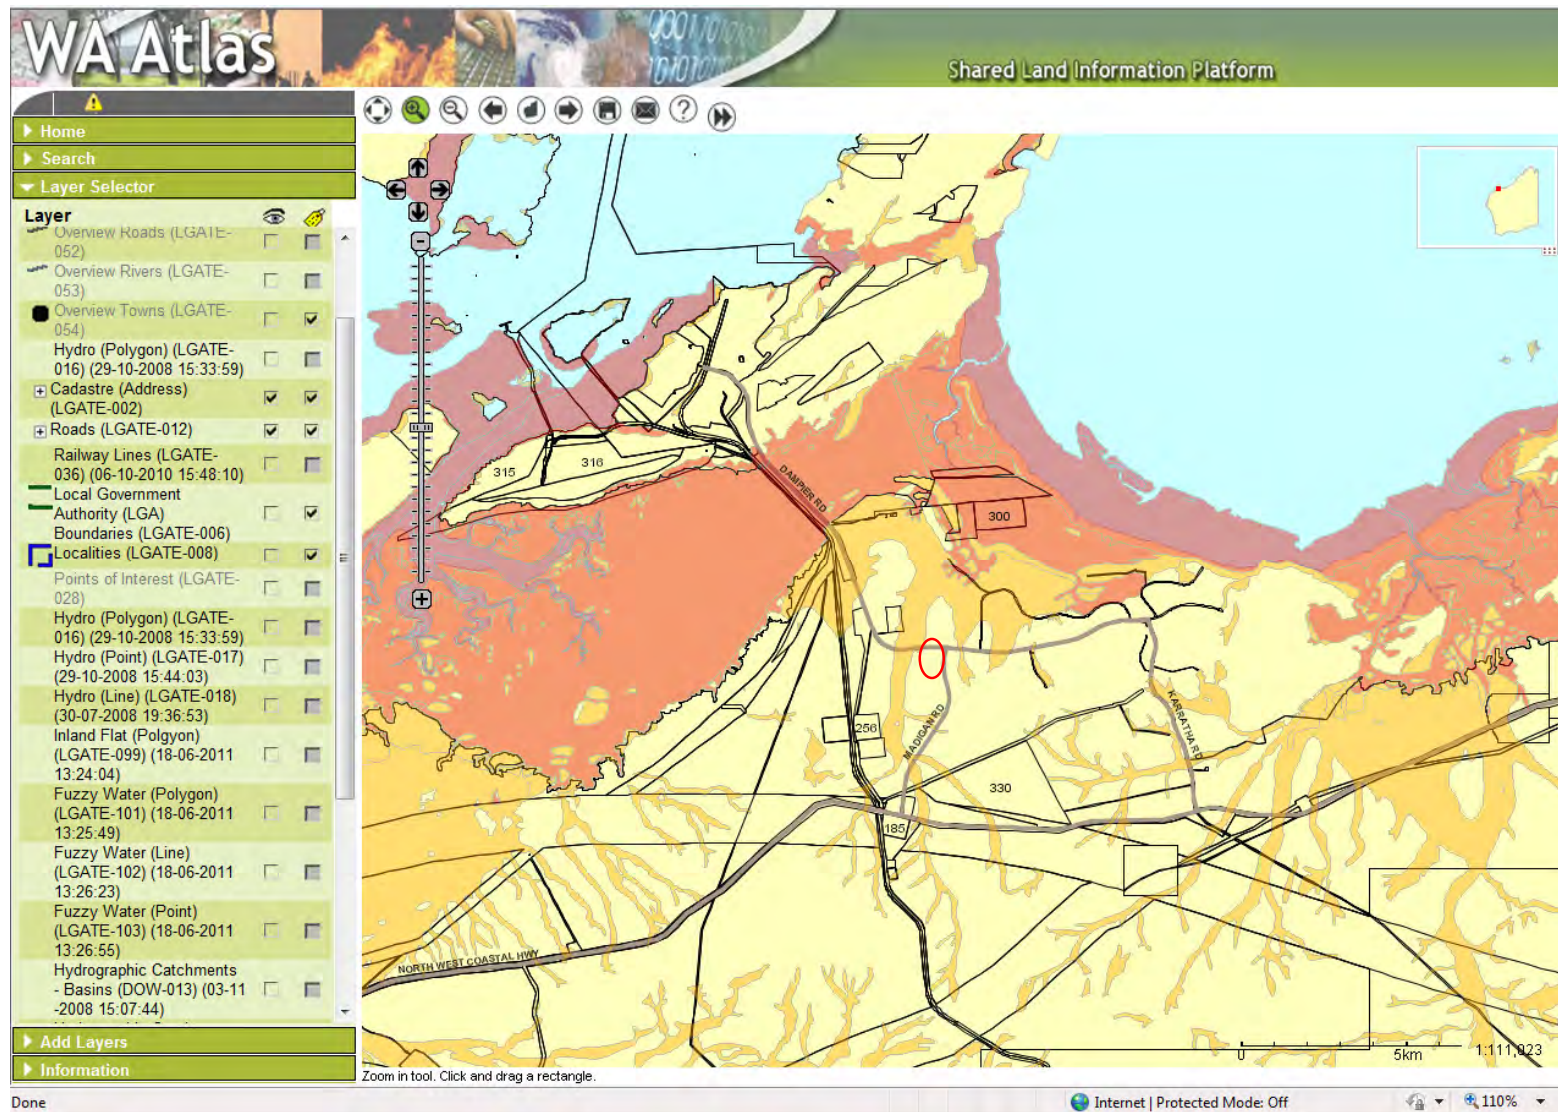 WA Atlas
Shared Land Information Platform
Home
Search
Layer Selector
Layer
Overview Roads (LGATE-
052)
Overview Rivers (LGATE-
053)
Overview Towns (LGATE-
054)
Hydro (Polygon) (LGATE-
016) (29-10-2008 15:33:59)
Cadastre (Address)
(LGATE-002)
Roads (LGATE-012)
Railway Lines (LGATE-
036) (06-10-2010 15:48:10)
Local Government
Authority (LGA)
Boundaries (LGATE-006)
Localities (LGATE-008)
Points of Interest (LGATE-
028)
Hydro (Polygon) (LGATE-
016) (29-10-2008 15:33:59)
Hydro (Point) (LGATE-017)
(29-10-2008 15:44:03)
Hydro (Line) (LGATE-018)
(30-07-2008 19:36:53)
Inland Flat (Polgyon)
(LGATE-099) (18-06-2011
13:24:04)
Fuzzy Water (Polygon)
(LGATE-101) (18-06-2011
13:25:49)
Fuzzy Water (Line)
(LGATE-102) (18-06-2011
13:26:23)
Fuzzy Water (Point)
(LGATE-103) (18-06-2011
13:26:55)
Hydrographic Catchments
- Basins (DOW-013) (03-11
-2008 15:07:44)
Add Layers
Information
315
316
DAMPIER RD
300
256
MADIGAN RD
KARRATHA RD
330
185
NORTH WEST COASTAL HWY
0
5km
1:111,023
Zoom in tool. Click and drag a rectangle.
Done
Internet | Protected Mode: Off
110%